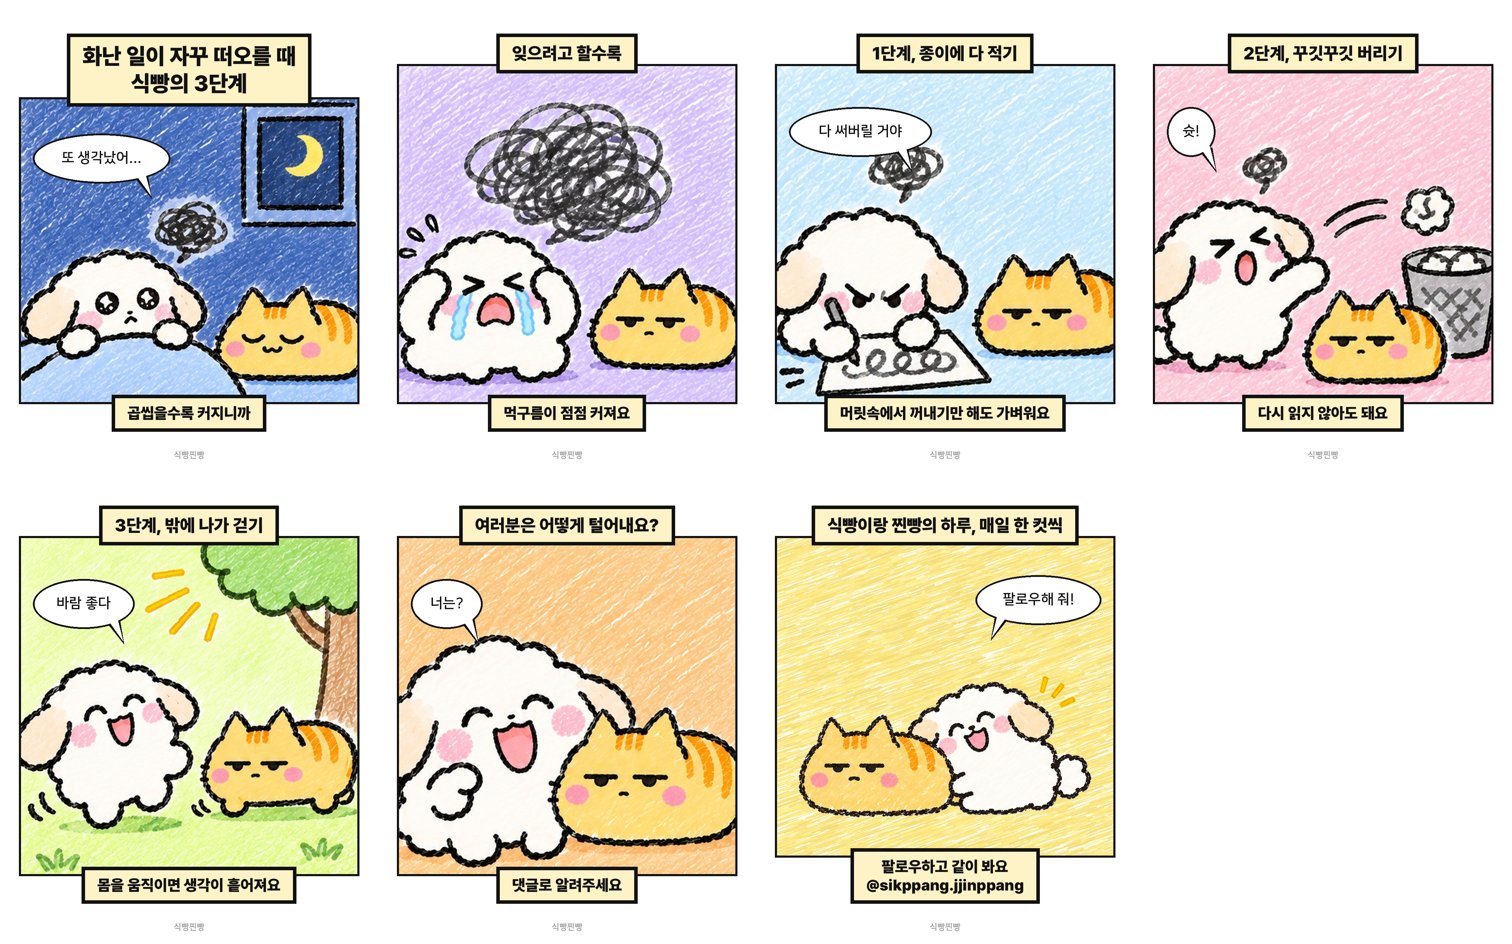 화난 일이 자꾸 떠오를 때
식빵의 3단계
또 생각났어...
곱씹을수록 커지니까
식빵찐빵
잊으려고 할수록
먹구름이 점점 커져요
식빵찐빵
1단계, 종이에 다 적기
다 써버릴 거야
머릿속에서 꺼내기만 해도 가벼워요
식빵찐빵
2단계, 꾸깃꾸깃 버리기
슛!
다시 읽지 않아도 돼요
식빵찐빵
3단계, 밖에 나가 걷기
바람 좋다
몸을 움직이면 생각이 흩어져요
식빵찐빵
여러분은 어떻게 털어내요?
너는?
댓글로 알려주세요
식빵찐빵
식빵이랑 찐빵의 하루, 매일 한 컷씩
팔로우해 줘!
팔로우하고 같이 봐요
@sikppang.jjinppang